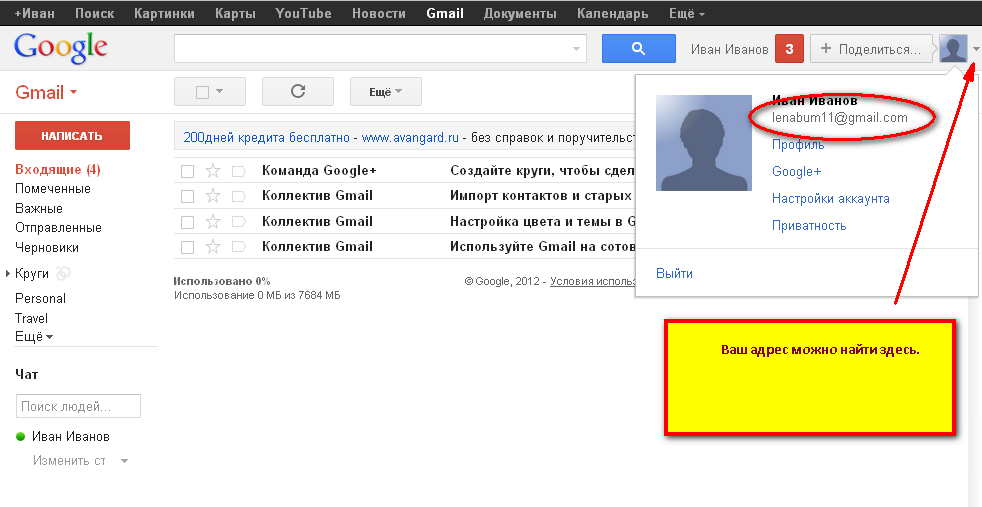 +Иван Поиск Картинки Карты YouTube Новости Gmail Документы Календарь Ещё
Google
Иван Иванов 3 + Поделиться...
Gmail
Ещё
НАПИСАТЬ
Входящие (4)
Помеченные
Важные
Отправленные
Черновики
Круги
Personal
Travel
Ещё
Чат
Поиск людей...
Иван Иванов
Изменить ст
200дней кредита бесплатно - www.avangard.ru - без справок и поручительст
Команда Google+ Создайте круги, чтобы сдел
Коллектив Gmail Импорт контактов и старых
Коллектив Gmail Настройка цвета и темы в G
Коллектив Gmail Используйте Gmail на сотов
Использовано 0%
Использование 0 МБ из 7684 МБ
© Google, 2012 - Условия использ
Иван Иванов
lenabum11@gmail.com
Профиль
Google+
Настройки аккаунта
Приватность
Выйти
Ваш адрес можно найти здесь.